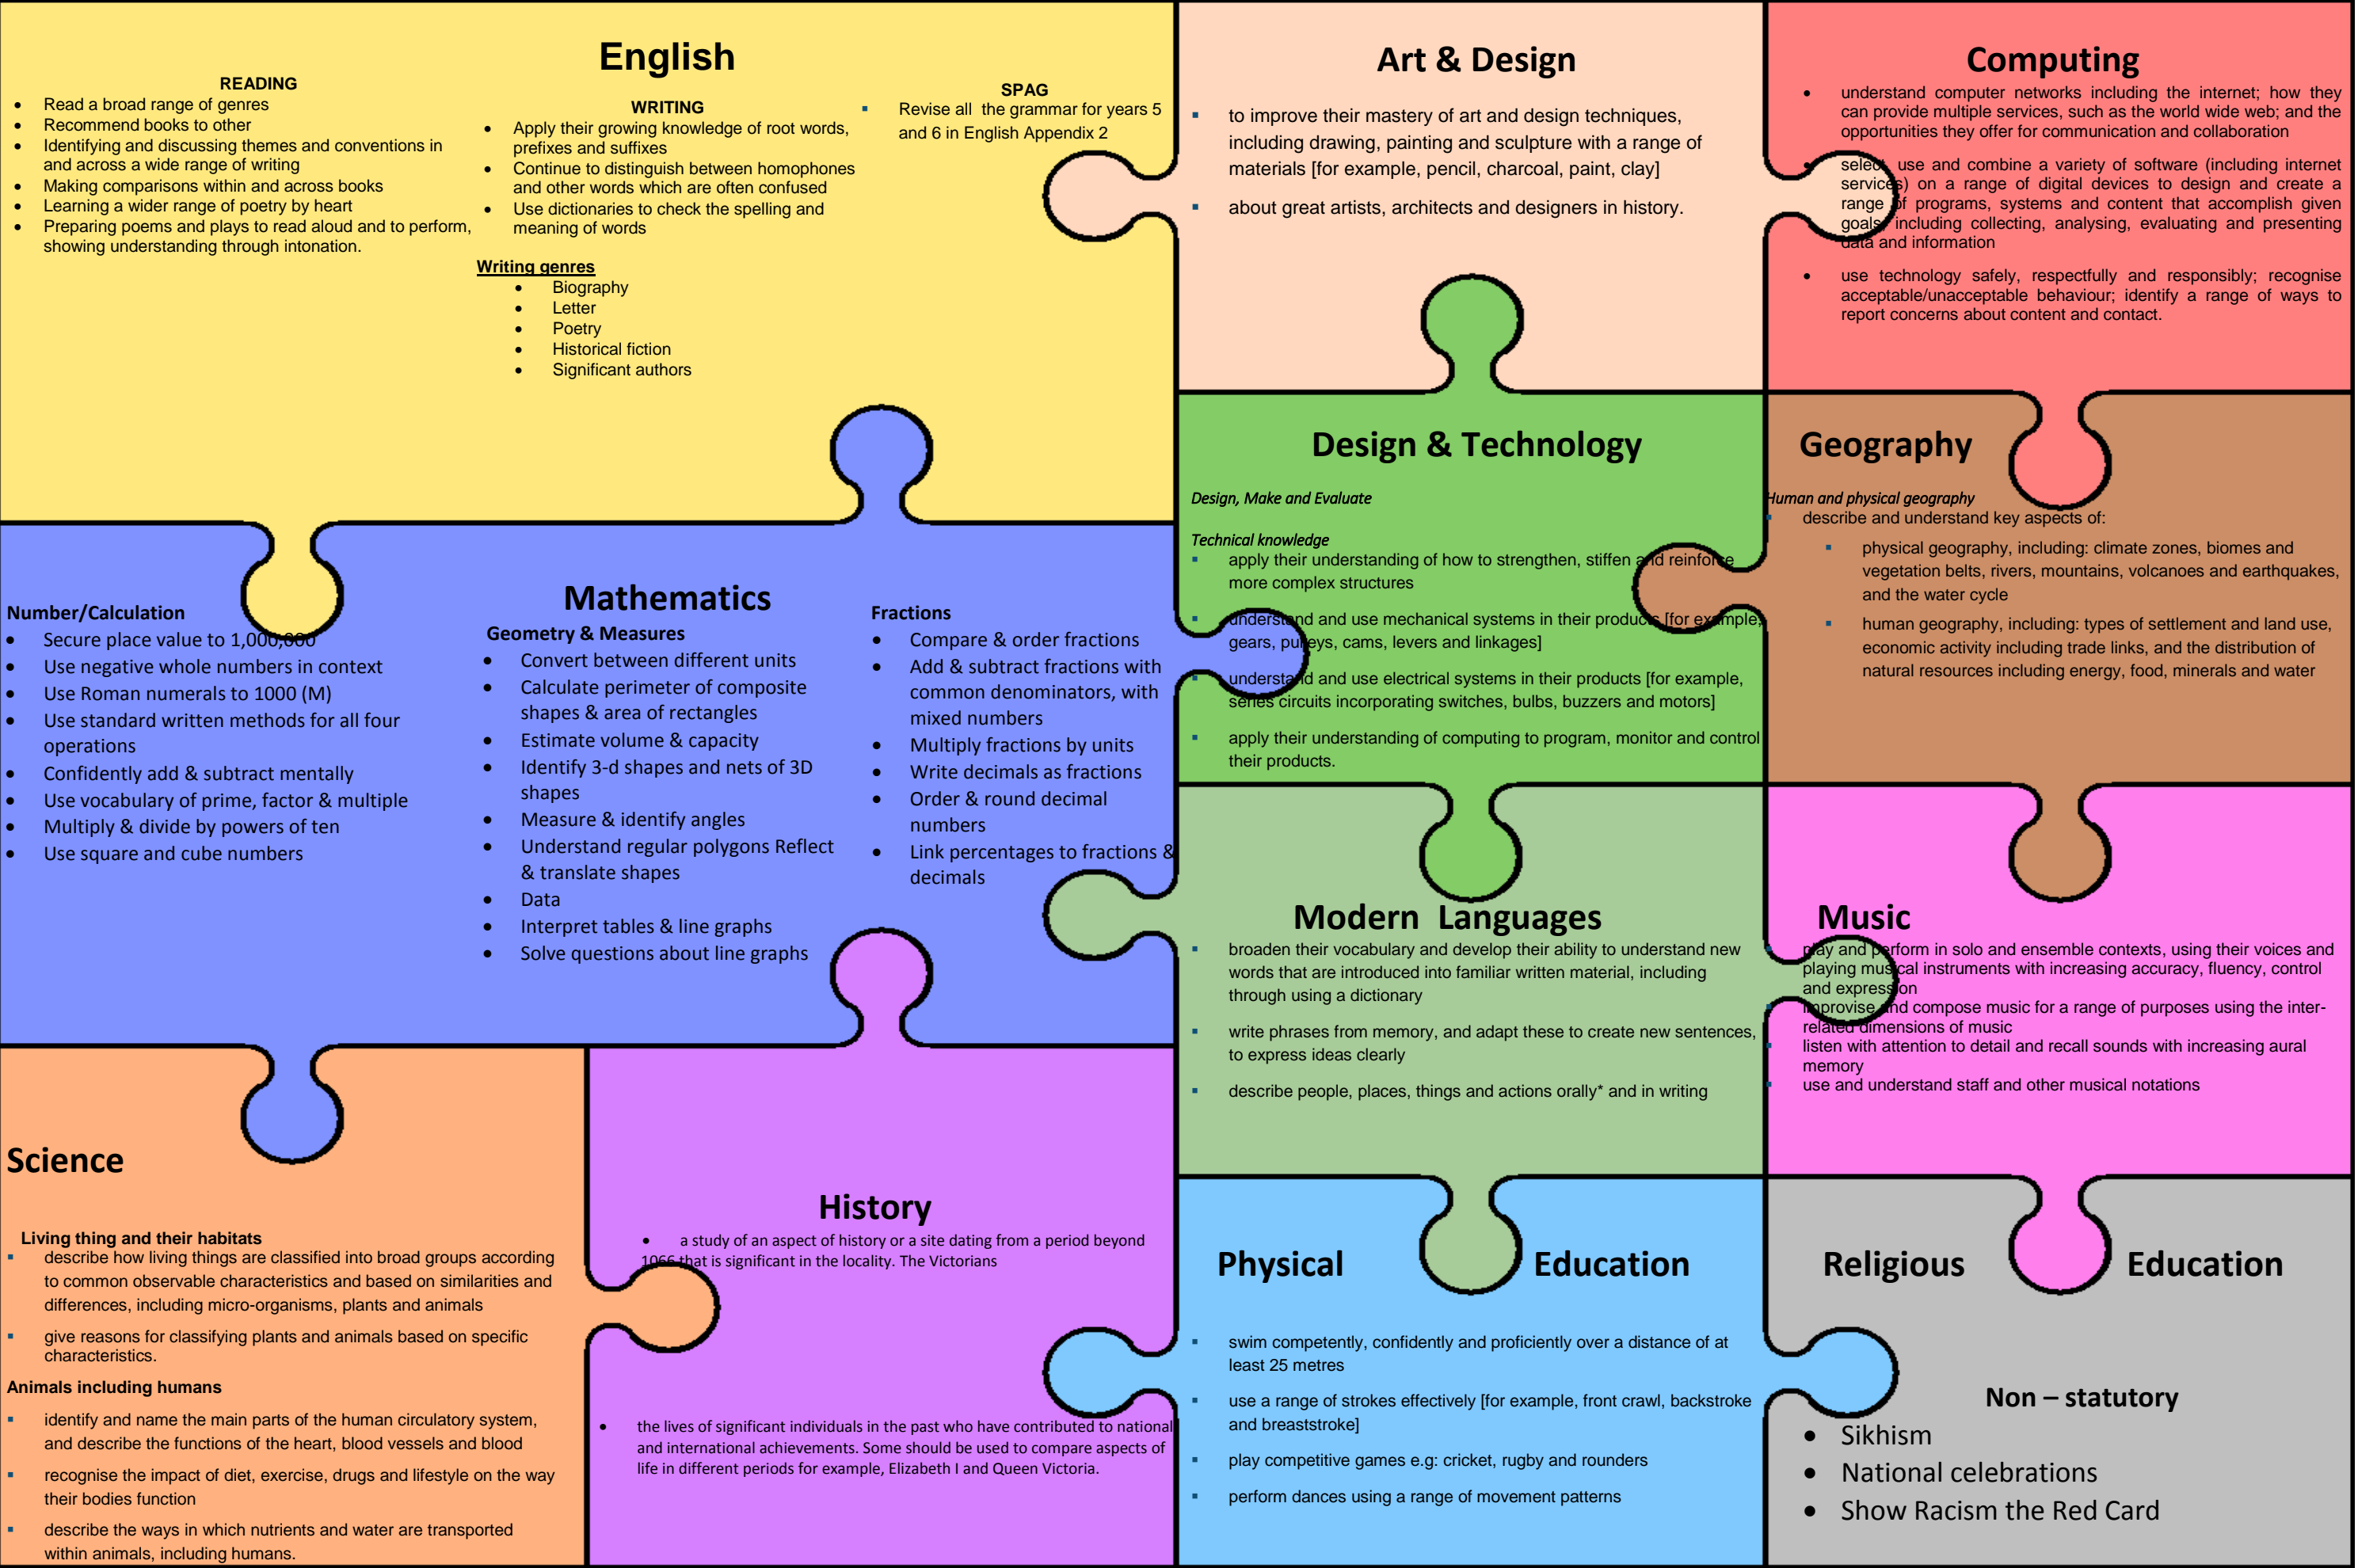 English
READING
• Read a broad range of genres
• Recommend books to other
• Identifying and discussing themes and conventions in
and across a wide range of writing
• Making comparisons within and across books
• Learning a wider range of poetry by heart
• Preparing poems and plays to read aloud and to perform,
showing understanding through intonation.
WRITING
• Apply their growing knowledge of root words,
prefixes and suffixes
• Continue to distinguish between homophones
and other words which are often confused
• Use dictionaries to check the spelling and
meaning of words
Writing genres
• Biography
• Letter
• Poetry
• Historical fiction
• Significant authors
SPAG
▪ Revise all the grammar for years 5
and 6 in English Appendix 2
Art & Design
▪ to improve their mastery of art and design techniques,
including drawing, painting and sculpture with a range of
materials [for example, pencil, charcoal, paint, clay]
▪ about great artists, architects and designers in history.
Computing
• understand computer networks including the internet; how they
can provide multiple services, such as the world wide web; and the
opportunities they offer for communication and collaboration
• select, use and combine a variety of software (including internet
services) on a range of digital devices to design and create a
range of programs, systems and content that accomplish given
goals, including collecting, analysing, evaluating and presenting
data and information
• use technology safely, respectfully and responsibly; recognise
acceptable/unacceptable behaviour; identify a range of ways to
report concerns about content and contact.
Mathematics
Number/Calculation
• Secure place value to 1,000,000
• Use negative whole numbers in context
• Use Roman numerals to 1000 (M)
• Use standard written methods for all four
operations
• Confidently add & subtract mentally
• Use vocabulary of prime, factor & multiple
• Multiply & divide by powers of ten
• Use square and cube numbers
Geometry & Measures
• Convert between different units
• Calculate perimeter of composite
shapes & area of rectangles
• Estimate volume & capacity
• Identify 3-d shapes and nets of 3D
shapes
• Measure & identify angles
• Understand regular polygons Reflect
& translate shapes
• Data
• Interpret tables & line graphs
• Solve questions about line graphs
Fractions
• Compare & order fractions
• Add & subtract fractions with
common denominators, with
mixed numbers
• Multiply fractions by units
• Write decimals as fractions
• Order & round decimal
numbers
• Link percentages to fractions &
decimals
Design & Technology
Design, Make and Evaluate
Technical knowledge
▪ apply their understanding of how to strengthen, stiffen and reinforce
more complex structures
▪ understand and use mechanical systems in their products [for example,
gears, pulleys, cams, levers and linkages]
▪ understand and use electrical systems in their products [for example,
series circuits incorporating switches, bulbs, buzzers and motors]
▪ apply their understanding of computing to program, monitor and control
their products.
Geography
Human and physical geography
▪ describe and understand key aspects of:
▪ physical geography, including: climate zones, biomes and
vegetation belts, rivers, mountains, volcanoes and earthquakes,
and the water cycle
▪ human geography, including: types of settlement and land use,
economic activity including trade links, and the distribution of
natural resources including energy, food, minerals and water
Modern Languages
▪ broaden their vocabulary and develop their ability to understand new
words that are introduced into familiar written material, including
through using a dictionary
▪ write phrases from memory, and adapt these to create new sentences,
to express ideas clearly
▪ describe people, places, things and actions orally* and in writing
Music
▪ play and perform in solo and ensemble contexts, using their voices and
playing musical instruments with increasing accuracy, fluency, control
and expression
▪ improvise and compose music for a range of purposes using the inter-
related dimensions of music
▪ listen with attention to detail and recall sounds with increasing aural
memory
▪ use and understand staff and other musical notations
Science
Living thing and their habitats
▪ describe how living things are classified into broad groups according
to common observable characteristics and based on similarities and
differences, including micro-organisms, plants and animals
▪ give reasons for classifying plants and animals based on specific
characteristics.
Animals including humans
▪ identify and name the main parts of the human circulatory system,
and describe the functions of the heart, blood vessels and blood
▪ recognise the impact of diet, exercise, drugs and lifestyle on the way
their bodies function
▪ describe the ways in which nutrients and water are transported
within animals, including humans.
History
• a study of an aspect of history or a site dating from a period beyond
1066 that is significant in the locality. The Victorians
• the lives of significant individuals in the past who have contributed to national
and international achievements. Some should be used to compare aspects of
life in different periods for example, Elizabeth I and Queen Victoria.
Physical Education
▪ swim competently, confidently and proficiently over a distance of at
least 25 metres
▪ use a range of strokes effectively [for example, front crawl, backstroke
and breaststroke]
▪ play competitive games e.g: cricket, rugby and rounders
▪ perform dances using a range of movement patterns
Religious Education
Non – statutory
• Sikhism
• National celebrations
• Show Racism the Red Card